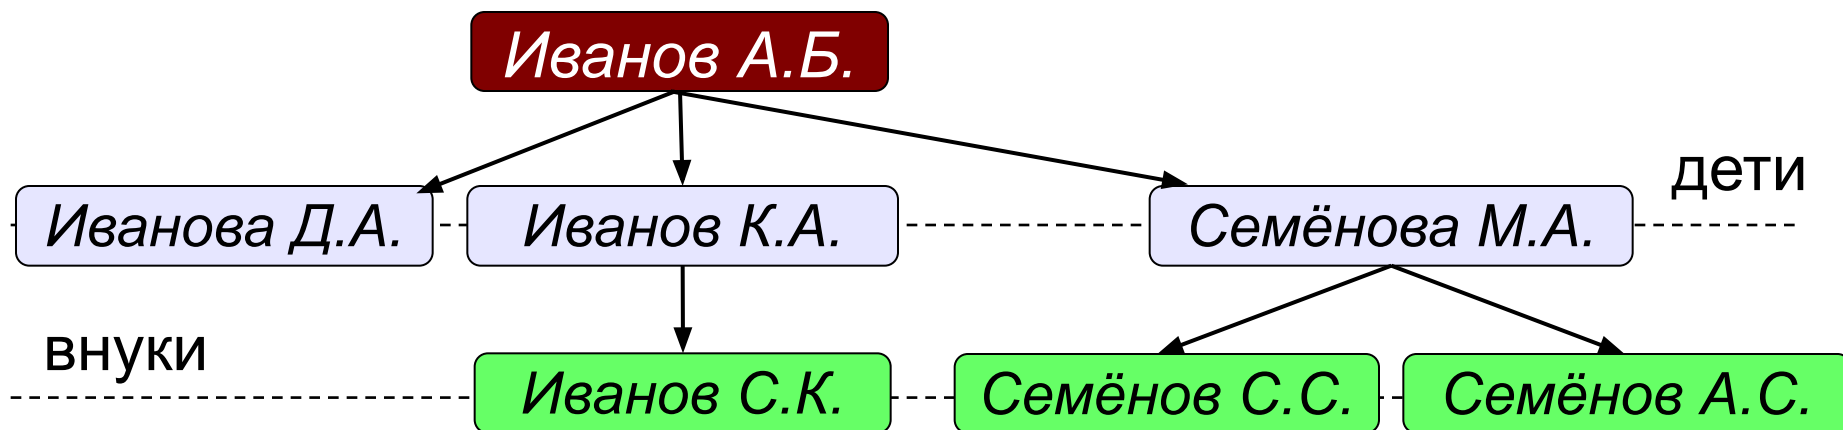 Иванов А.Б.
дети
Иванова Д.А.
Иванов К.А.
Семёнова М.А.
внуки
Иванов С.К.
Семёнов С.С.
Семёнов А.С.